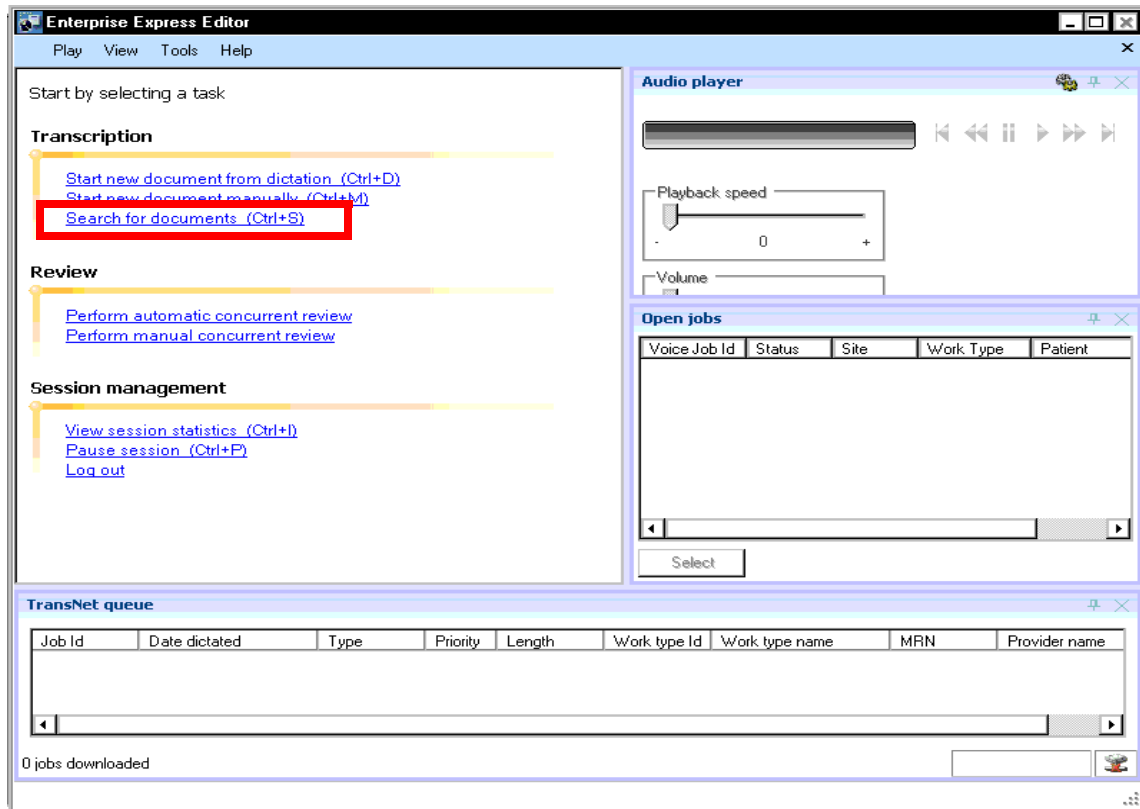 Enterprise Express Editor
Play View Tools Help
Start by selecting a task
Transcription
Start new document from dictation (Ctrl+D)
Start new document manually (Ctrl+M)
Search for documents (Ctrl+S)
Review
Perform automatic concurrent review
Perform manual concurrent review
Session management
View session statistics (Ctrl+I)
Pause session (Ctrl+P)
Log out
Audio player
Playback speed
- 0 +
Volume
Open jobs
Voice Job Id Status Site Work Type Patient
Select
TransNet queue
Job Id Date dictated Type Priority Length Work type Id Work type name MRN Provider name
0 jobs downloaded